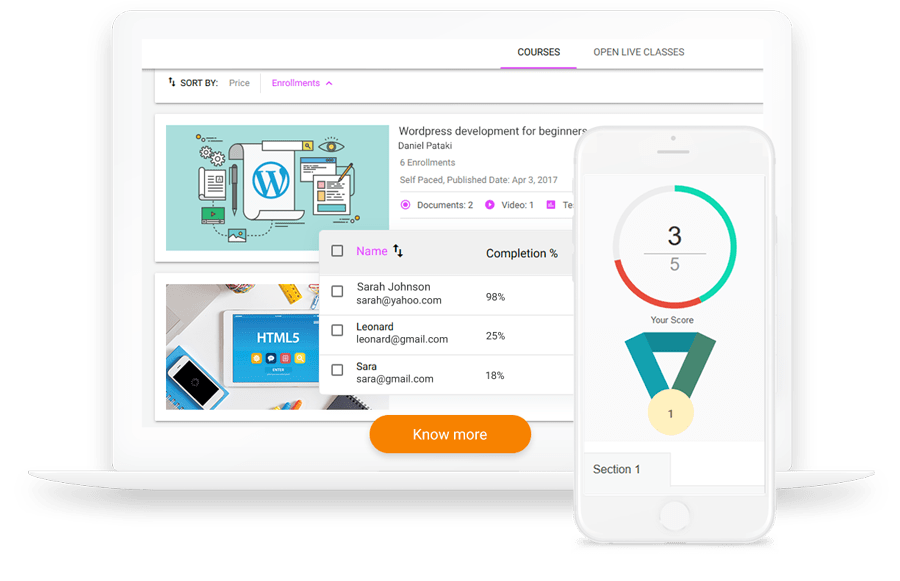 COURSES
OPEN LIVE CLASSES
SORT BY:
Price
Enrollments
Wordpress development for beginners
Daniel Pataki
6 Enrollments
Self Paced, Published Date: Apr 3, 2017
Documents: 2
Video: 1
Te
W
Name
Completion %
Sarah Johnson
sarah@yahoo.com
98%
Leonard
leonard@gmail.com
25%
Sara
sara@gmail.com
18%
HTML5
ENTER
Know more
3
5
Your Score
1
Section 1